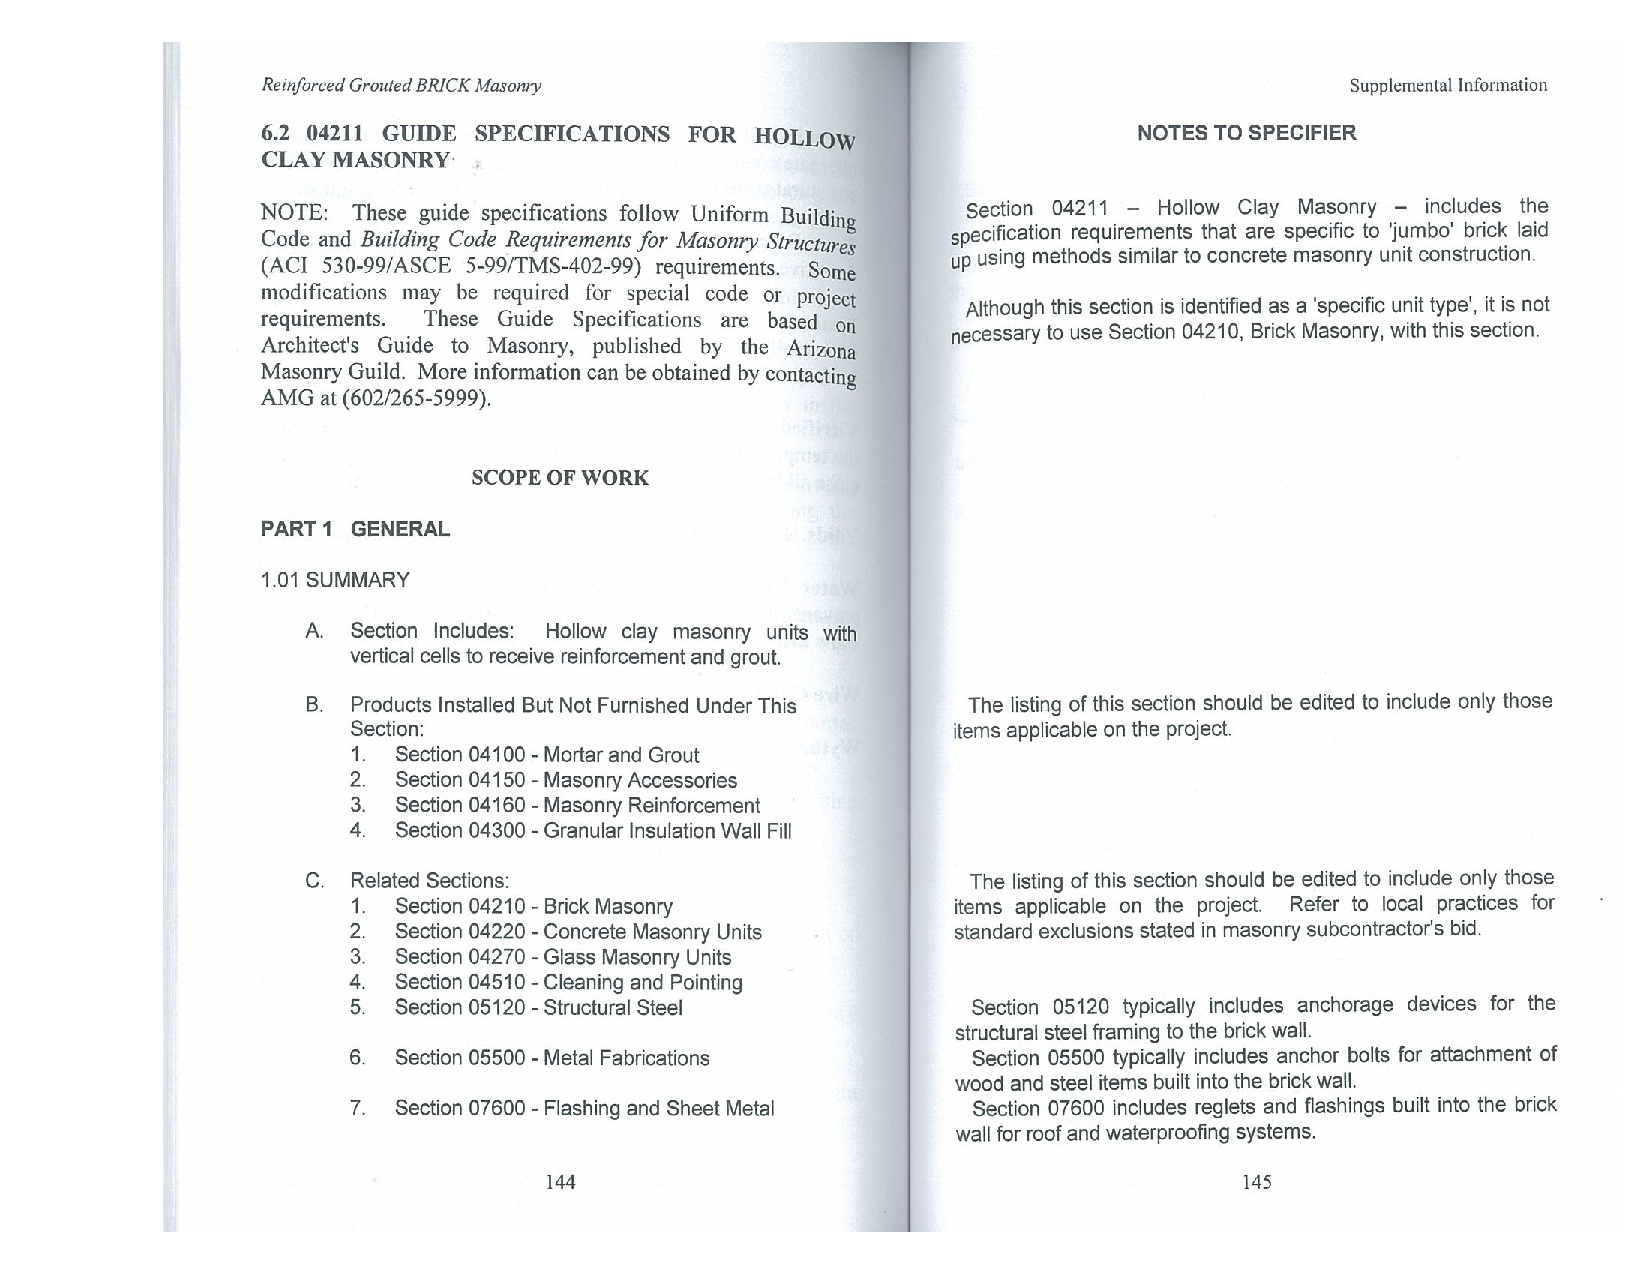 Reinforced Grouted BRICK Masonry
6.2 04211 GUIDE SPECIFICATIONS FOR HOLLOW
CLAY MASONRY
NOTE: These guide specifications follow Uniform Building
Code and Building Code Requirements for Masonry Structures
(ACI 530-99/ASCE 5-99/TMS-402-99) requirements. Some
modifications may be required for special code or project
requirements. These Guide Specifications are based on
Architect's Guide to Masonry, published by the Arizona
Masonry Guild. More information can be obtained by contacting
AMG at (602/265-5999).
SCOPE OF WORK
PART 1 GENERAL
1.01 SUMMARY
A. Section Includes: Hollow clay masonry units with
vertical cells to receive reinforcement and grout.
B. Products Installed But Not Furnished Under This
Section:
1. Section 04100 - Mortar and Grout
2. Section 04150 - Masonry Accessories
3. Section 04160 - Masonry Reinforcement
4. Section 04300 - Granular Insulation Wall Fill
C. Related Sections:
1. Section 04210 - Brick Masonry
2. Section 04220 - Concrete Masonry Units
3. Section 04270 - Glass Masonry Units
4. Section 04510 - Cleaning and Pointing
5. Section 05120 - Structural Steel
6. Section 05500 - Metal Fabrications
7. Section 07600 - Flashing and Sheet Metal
144
Supplemental Information
NOTES TO SPECIFIER
Section 04211 – Hollow Clay Masonry – includes the
specification requirements that are specific to 'jumbo' brick laid
up using methods similar to concrete masonry unit construction.
Although this section is identified as a 'specific unit type', it is not
necessary to use Section 04210, Brick Masonry, with this section.
The listing of this section should be edited to include only those
items applicable on the project.
The listing of this section should be edited to include only those
items applicable on the project. Refer to local practices for
standard exclusions stated in masonry subcontractor's bid.
Section 05120 typically includes anchorage devices for the
structural steel framing to the brick wall.
Section 05500 typically includes anchor bolts for attachment of
wood and steel items built into the brick wall.
Section 07600 includes reglets and flashings built into the brick
wall for roof and waterproofing systems.
145